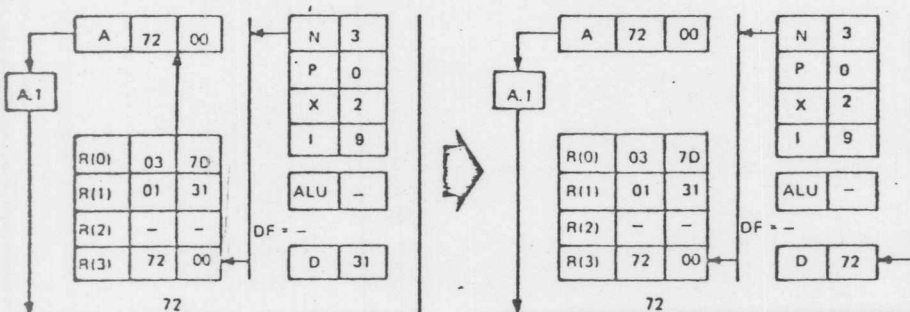 A 72 00
A.1
R(0) 03 7D
R(1) 01 31
R(2) – –
R(3) 72 00
N 3
P 0
X 2
I 9
ALU –
DF = –
D 31
72
A 72 00
A.1
R(0) 03 7D
R(1) 01 31
R(2) – –
R(3) 72 00
N 3
P 0
X 2
I 9
ALU –
DF = –
D 72
72